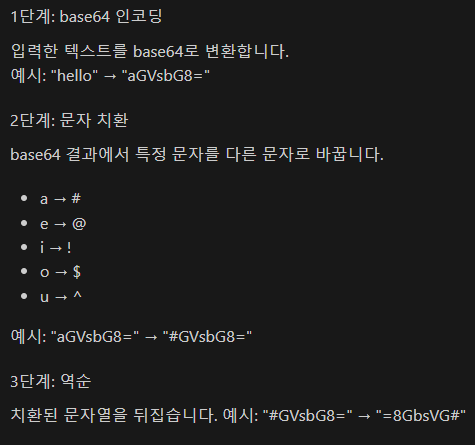 1단계: base64 인코딩
입력한 텍스트를 base64로 변환합니다.
예시: "hello" → "aGVsbG8="
2단계: 문자 치환
base64 결과에서 특정 문자를 다른 문자로 바꿉니다.
• a → #
• e → @
• i → !
• o → $
• u → ^
예시: "aGVsbG8=" → "#GVsbG8="
3단계: 역순
치환된 문자열을 뒤집습니다. 예시: "#GVsbG8=" → "=8GbsVG#"